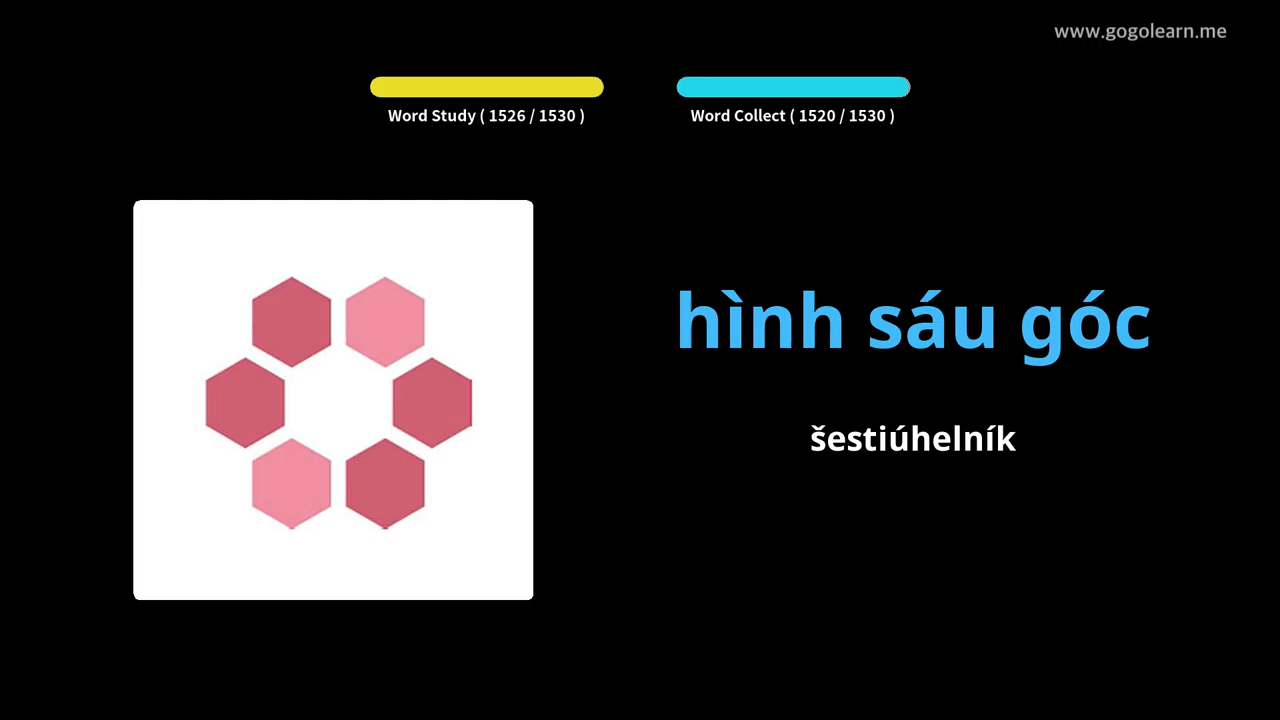 www.gogolearn.me
Word Study ( 1526 / 1530 )
Word Collect ( 1520 / 1530 )
hình sáu góc
šestiúhelník